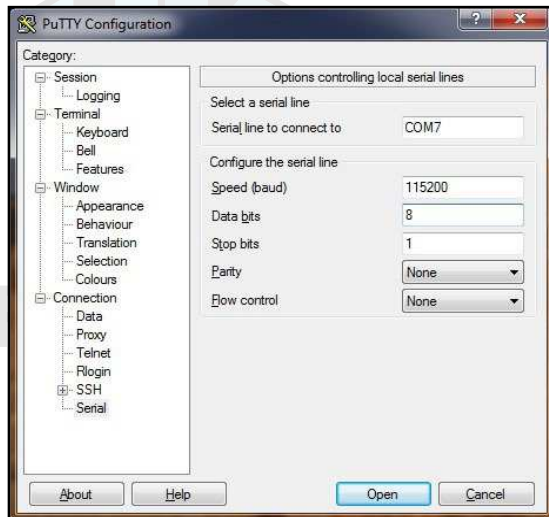 PuTTY Configuration
Category:
Session
Logging
Terminal
Keyboard
Bell
Features
Window
Appearance
Behaviour
Translation
Selection
Colours
Connection
Data
Proxy
Telnet
Rlogin
SSH
Serial
Options controlling local serial lines
Select a serial line
Serial line to connect to COM7
Configure the serial line
Speed (baud) 115200
Data bits 8
Stop bits 1
Parity None
Flow control None
About Help Open Cancel